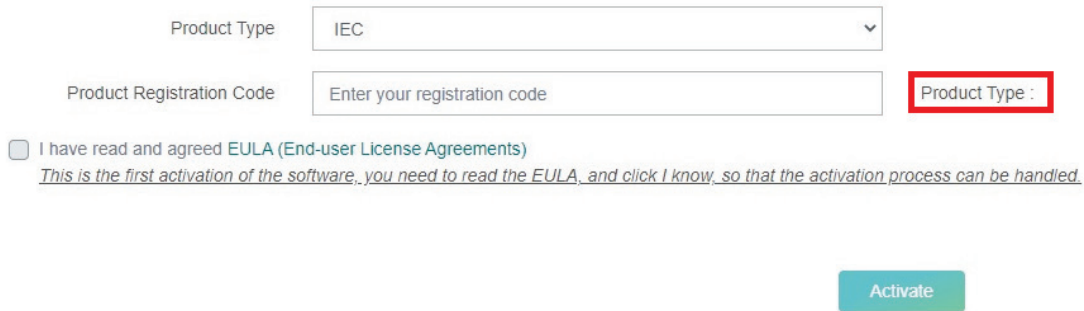 Product Type IEC
Product Registration Code Enter your registration code Product Type :
I have read and agreed EULA (End-user License Agreements)
This is the first activation of the software, you need to read the EULA, and click I know, so that the activation process can be handled.
Activate